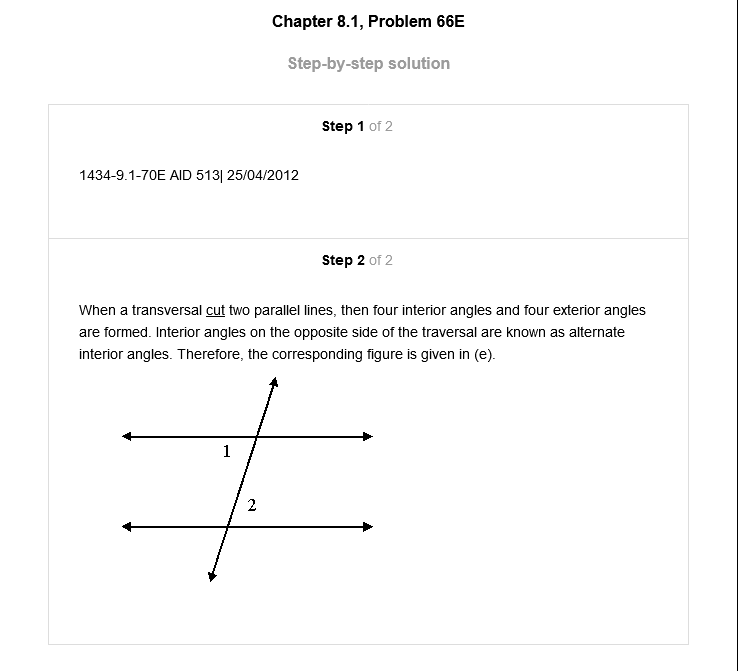 Chapter 8.1, Problem 66E
Step-by-step solution
Step 1 of 2
1434-9.1-70E AID 513| 25/04/2012
Step 2 of 2
When a transversal cut two parallel lines, then four interior angles and four exterior angles
are formed. Interior angles on the opposite side of the traversal are known as alternate
interior angles. Therefore, the corresponding figure is given in (e).
1
2